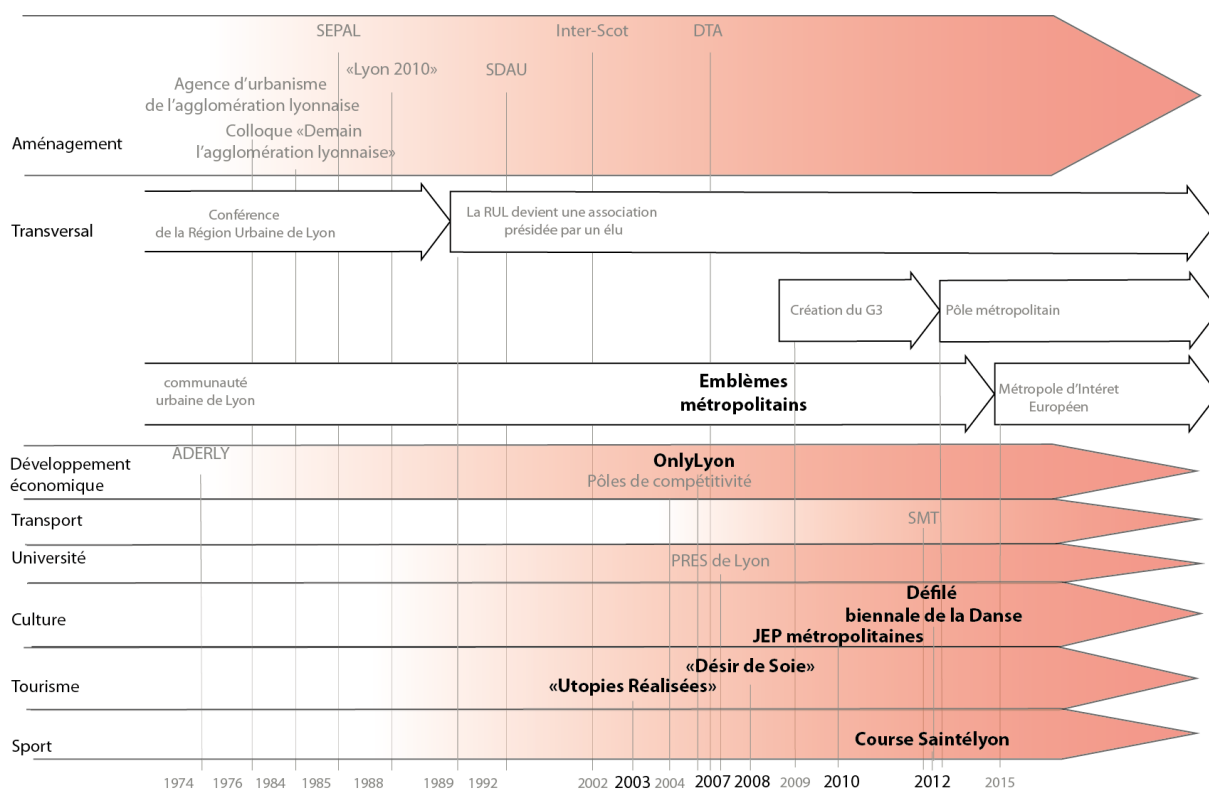 SEPAL
Inter-Scot
DTA
«Lyon 2010»
SDAU
Agence d'urbanisme
de l'agglomération lyonnaise
Colloque «Demain
l'agglomération lyonnaise»
Aménagement
Transversal
Conférence
de la Région Urbaine de Lyon
La RUL devient une association
présidée par un élu
Création du G3
Pôle métropolitain
communauté
urbaine de Lyon
Emblèmes
métropolitains
Métropole d'Intéret
Européen
Développement
économique
ADERLY
OnlyLyon
Pôles de compétitivité
Transport
SMT
Université
PRES de Lyon
Culture
Défilé
biennale de la Danse
JEP métropolitaines
Tourisme
«Désir de Soie»
«Utopies Réalisées»
Sport
Course Saintélyon
1974 1976 1984 1985 1988 1989 1992 2002 2003 2004 2007 2008 2009 2010 2012 2015